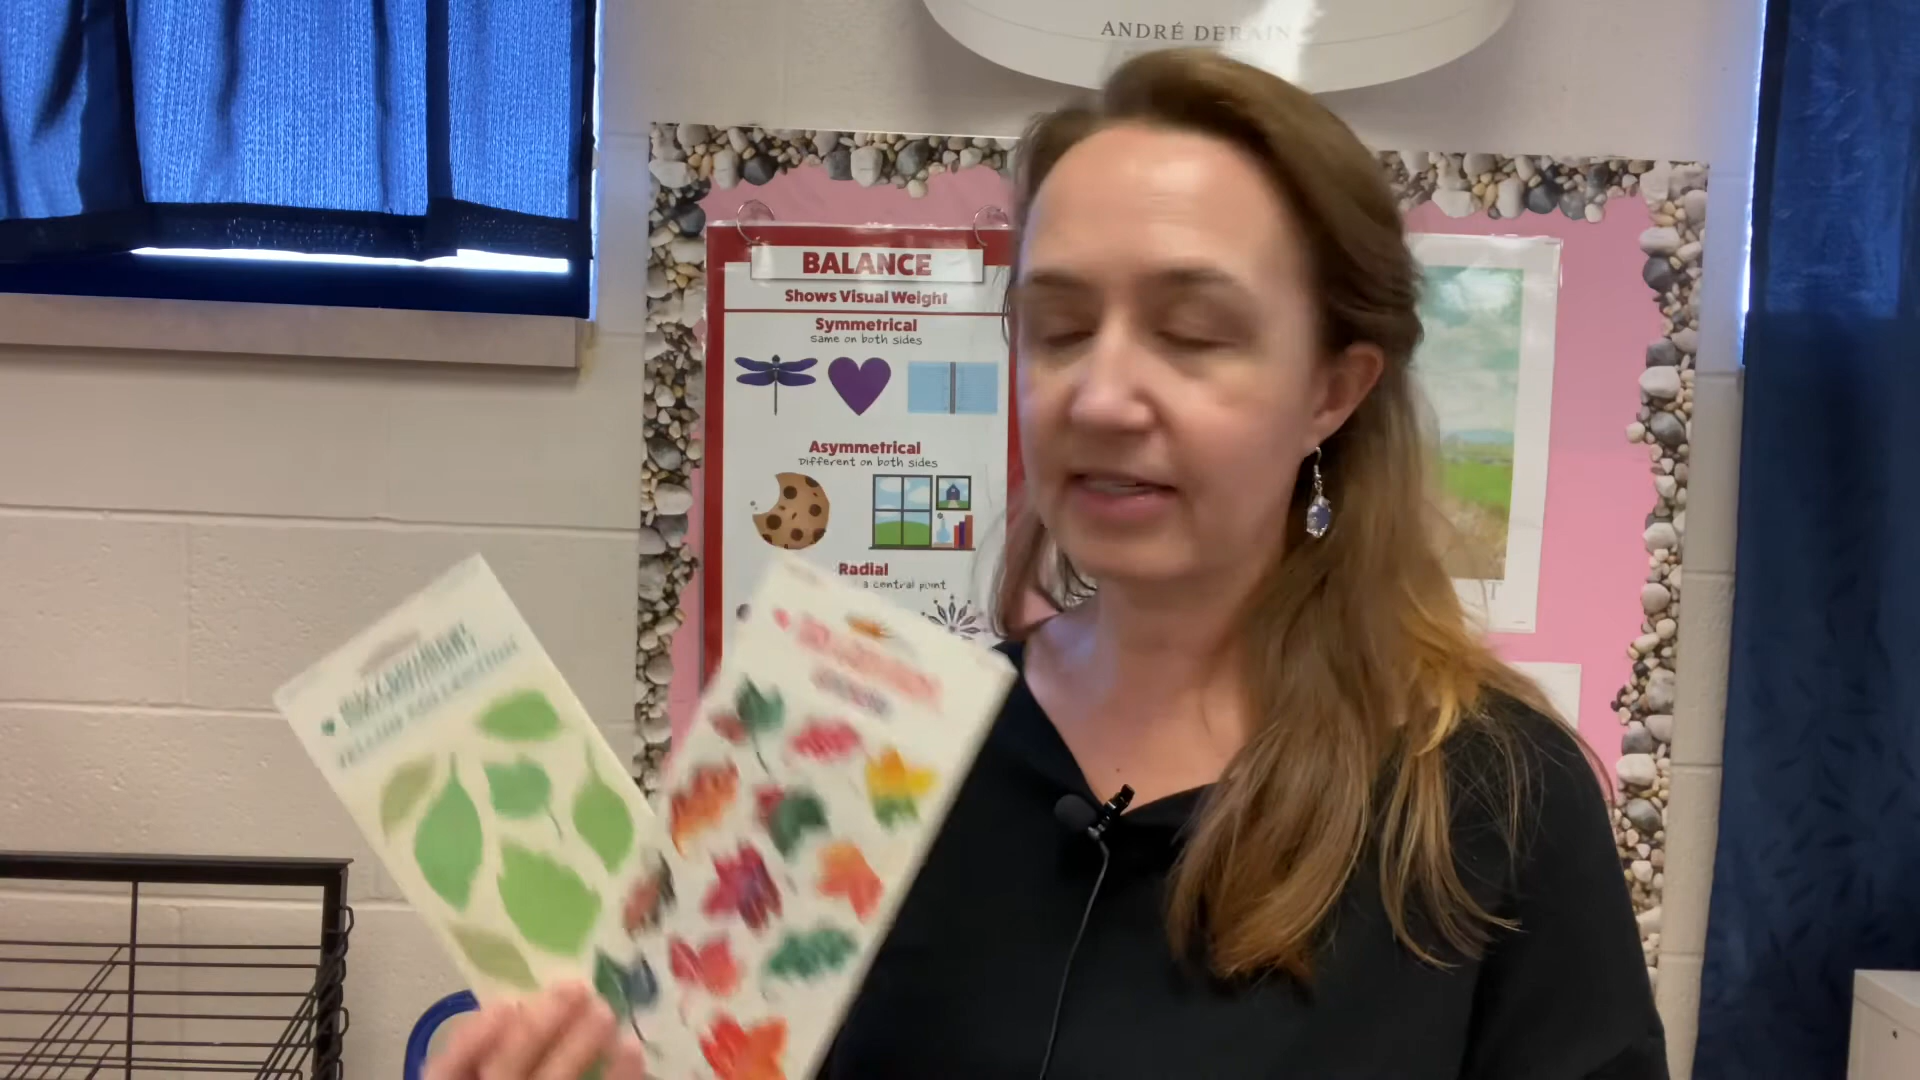 ANDRÉ DERAIN
BALANCE
Shows Visual Weight
Symmetrical
Same on both sides
Asymmetrical
Different on both sides
Radial
a central point
T